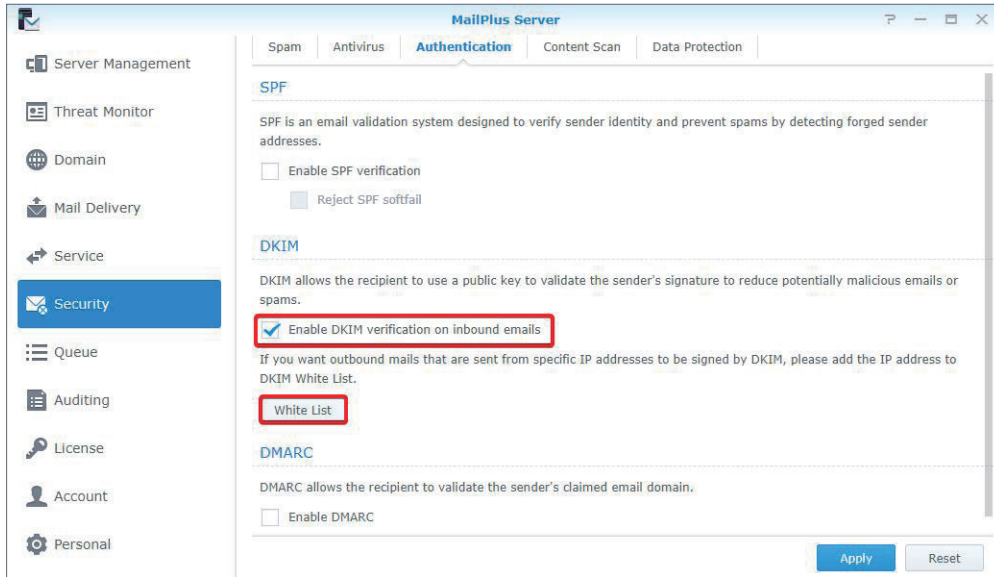 MailPlus Server
Server Management
Threat Monitor
Domain
Mail Delivery
Service
Security
Queue
Auditing
License
Account
Personal
Spam Antivirus Authentication Content Scan Data Protection
SPF
SPF is an email validation system designed to verify sender identity and prevent spams by detecting forged sender
addresses.
Enable SPF verification
Reject SPF softfail
DKIM
DKIM allows the recipient to use a public key to validate the sender's signature to reduce potentially malicious emails or
spams.
Enable DKIM verification on inbound emails
If you want outbound mails that are sent from specific IP addresses to be signed by DKIM, please add the IP address to
DKIM White List.
White List
DMARC
DMARC allows the recipient to validate the sender's claimed email domain.
Enable DMARC
Apply Reset